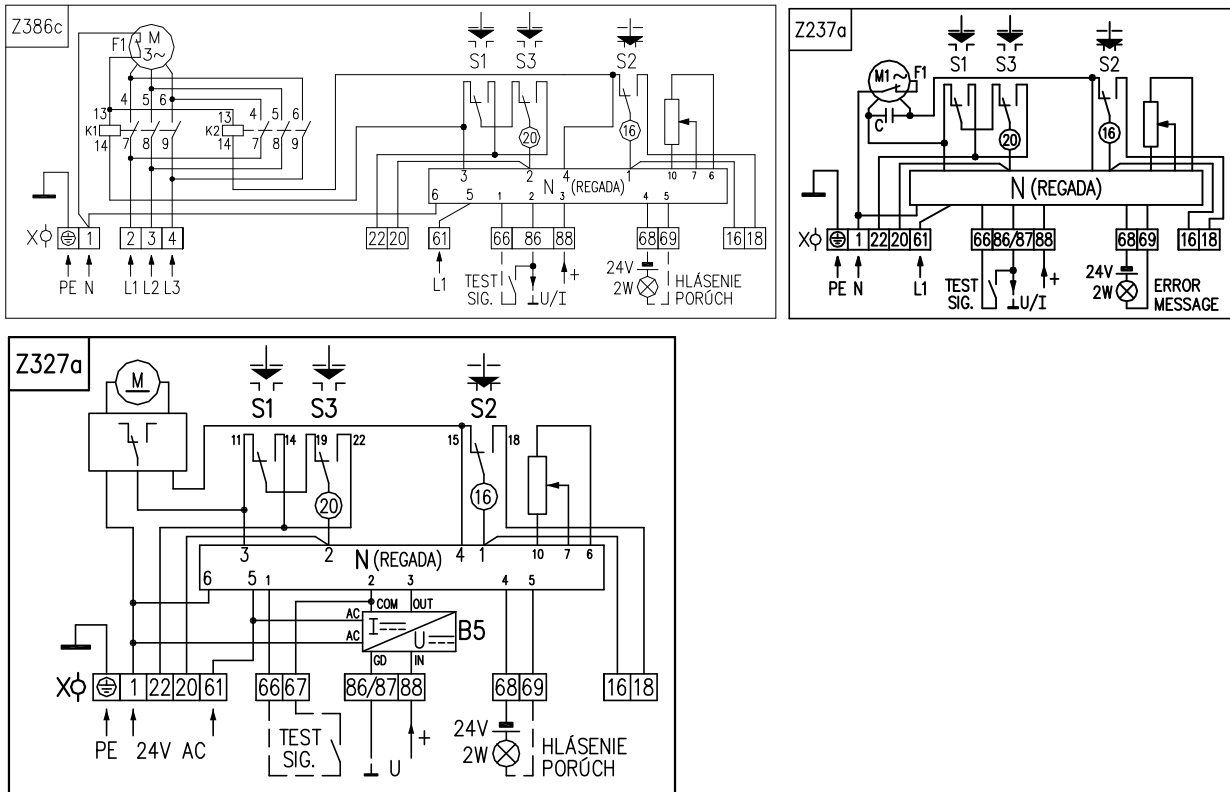 Z386c
F1
M
3~
S1
S3
S2
4
5
6
13
K1
14
7
8
9
13
K2
14
4
5
6
7
8
9
20
16
3
2
4
1
10
7
6
N (REGADA)
6
5
1
2
3
4
5
X
1
2
3
4
22
20
61
66
86
88
68
69
16
18
PE
N
L1
L2
L3
L1
TEST
SIG.
U/I
+
24V
2W
HLÁSENIE
PORÚCH
Z237a
M1
~
F1
C
S1
S3
S2
20
16
N (REGADA)
X
1
22
20
61
66
86/87
88
68
69
16
18
PE
N
L1
TEST
SIG.
U/I
+
24V
2W
ERROR
MESSAGE
Z327a
M
S1
S3
S2
11
14
19
22
15
18
20
16
3
2
4
1
10
7
6
N (REGADA)
6
5
1
2
3
4
5
AC
AC
COM
OUT
I
U
B5
GD
IN
X
1
22
20
61
66
67
86/87
88
68
69
16
18
PE
24V AC
TEST
SIG.
U
+
24V
2W
HLÁSENIE
PORÚCH